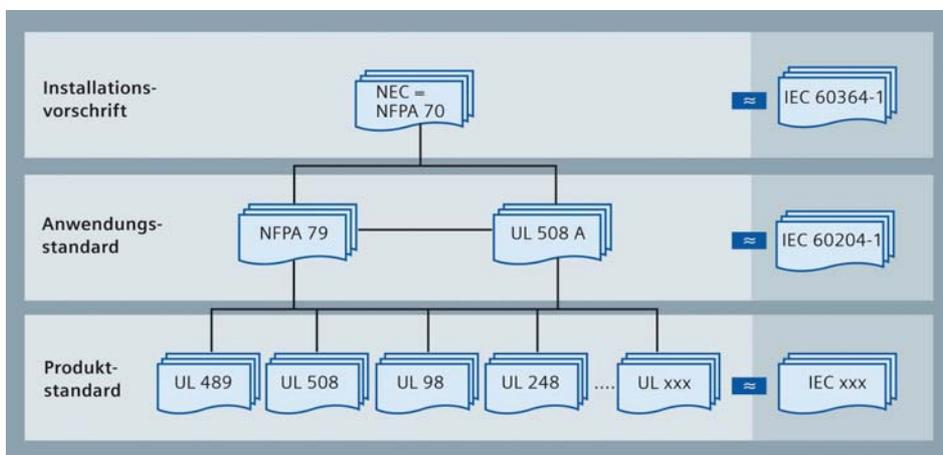 Installations-
vorschrift
NEC =
NFPA 70
≈
IEC 60364-1
Anwendungs-
standard
NFPA 79
UL 508 A
≈
IEC 60204-1
Produkt-
standard
UL 489
UL 508
UL 98
UL 248
....
UL xxx
≈
IEC xxx